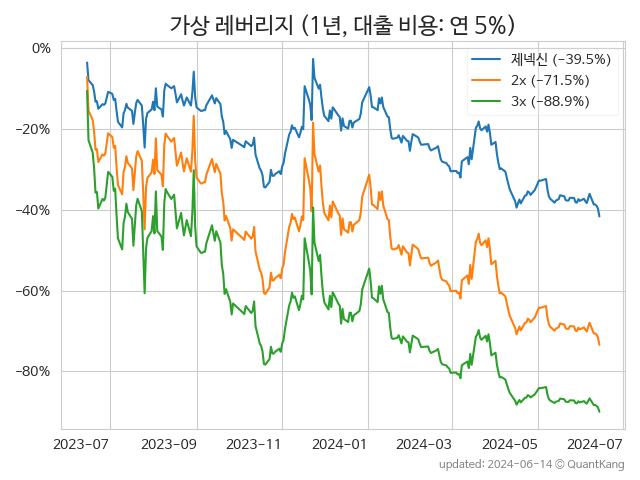 가상 레버리지 (1년, 대출 비용: 연 5%)
제넥신 (−39.5%)
2x (−71.5%)
3x (−88.9%)
0%
−20%
−40%
−60%
−80%
2023-07 2023-09 2023-11 2024-01 2024-03 2024-05 2024-07
updated: 2024-06-14 © QuantKang